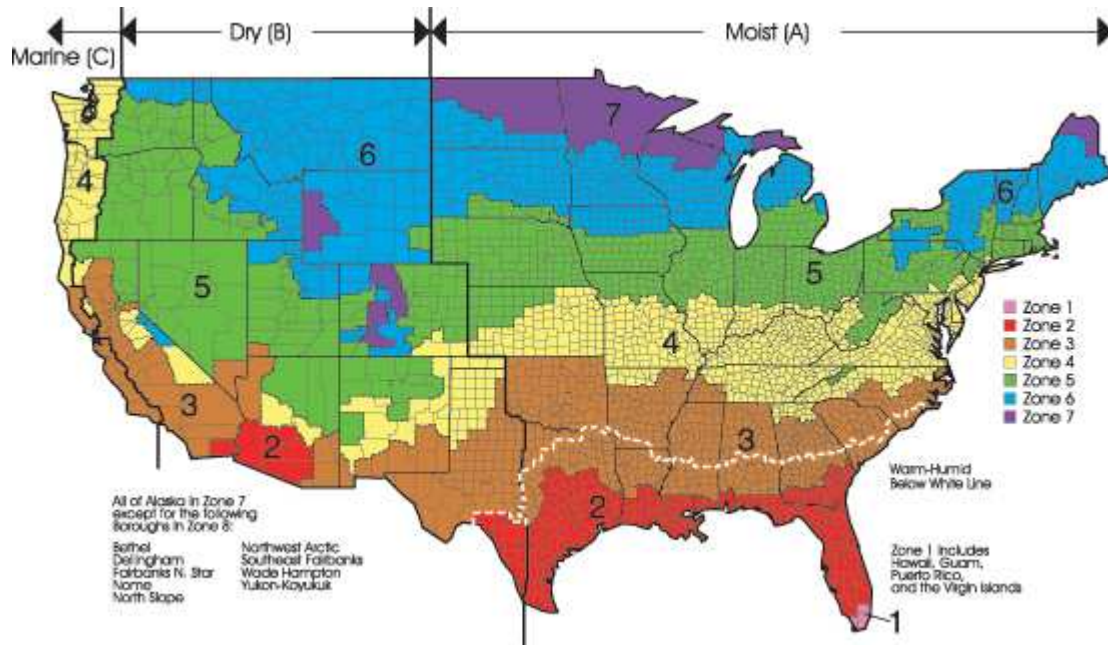 Marine (C)
Dry (B)
Moist (A)
7
6
6
4
5
5
4
3
3
2
2
1
Zone 1
Zone 2
Zone 3
Zone 4
Zone 5
Zone 6
Zone 7
Warm-Humid
Below White Line
All of Alaska in Zone 7
except for the following
Boroughs in Zone 8:
Bethel
Dellingham
Fairbanks N. Star
Nome
North Slope
Northwest Arctic
Southeast Fairbanks
Wade Hampton
Yukon-Koyukuk
Zone 1 includes
Hawaii, Guam,
Puerto Rico,
and the Virgin Islands